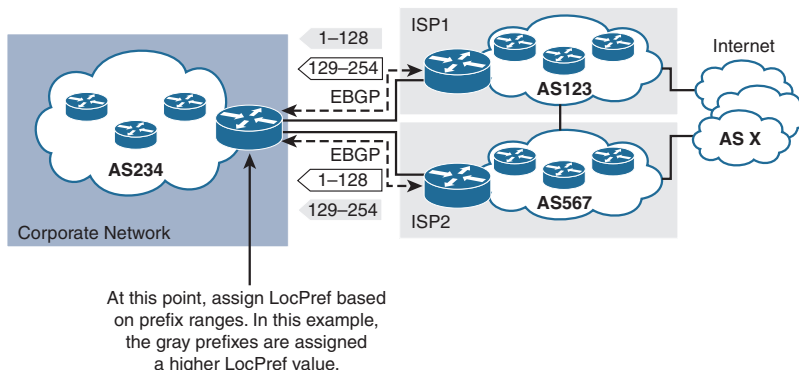 1–128
129–254
EBGP
ISP1
AS123
Internet
AS X
AS234
EBGP
1–128
129–254
AS567
ISP2
Corporate Network
At this point, assign LocPref based
on prefix ranges. In this example,
the gray prefixes are assigned
a higher LocPref value.